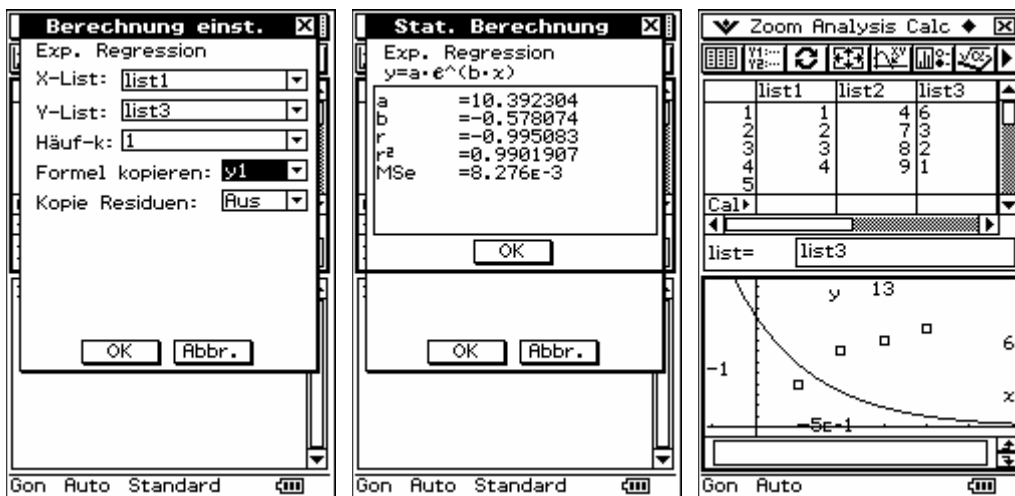 Berechnung einst.
Exp. Regression
X-List: list1
Y-List: list3
Häuf-k: 1
Formel kopieren: y1
Kopie Residuen: Aus
OK Abbr.
Gon Auto Standard
Stat. Berechnung
Exp. Regression
y=a·e^(b·x)
a =10.392304
b =-0.578074
r =-0.995083
r² =0.9901907
MSe =8.276E-3
OK
OK Abbr.
Gon Auto Standard
Zoom Analysis Calc
list1 list2 list3
1 1 4 6
2 2 7 3
3 3 8 2
4 4 9 1
5
Cal
list= list3
y 13
6
-1
x
-5E-1
Gon Auto